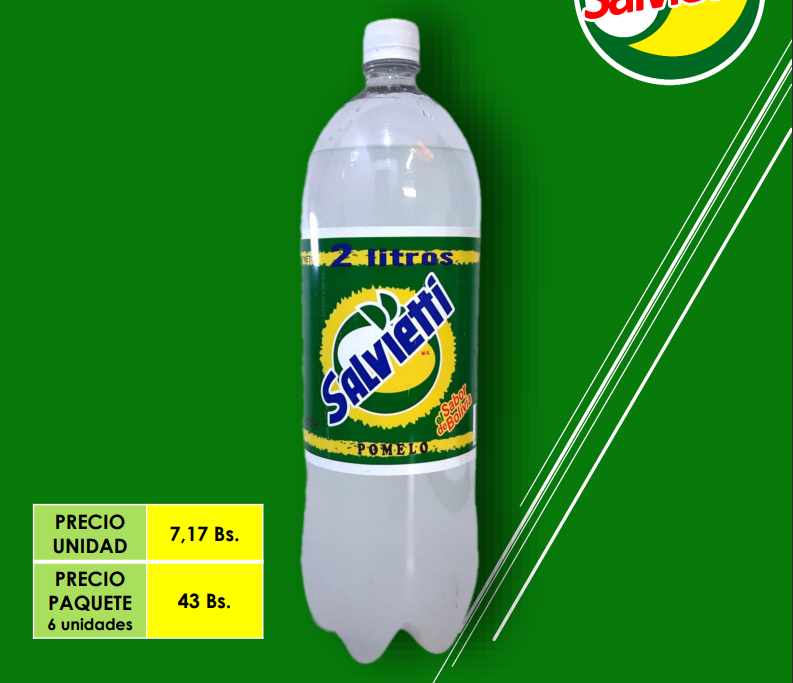 Salvietti
2 litros
Salvietti
M.R.
el Sabor
de Bolivia
POMELO
PRECIO
UNIDAD
7,17 Bs.
PRECIO
PAQUETE
6 unidades
43 Bs.